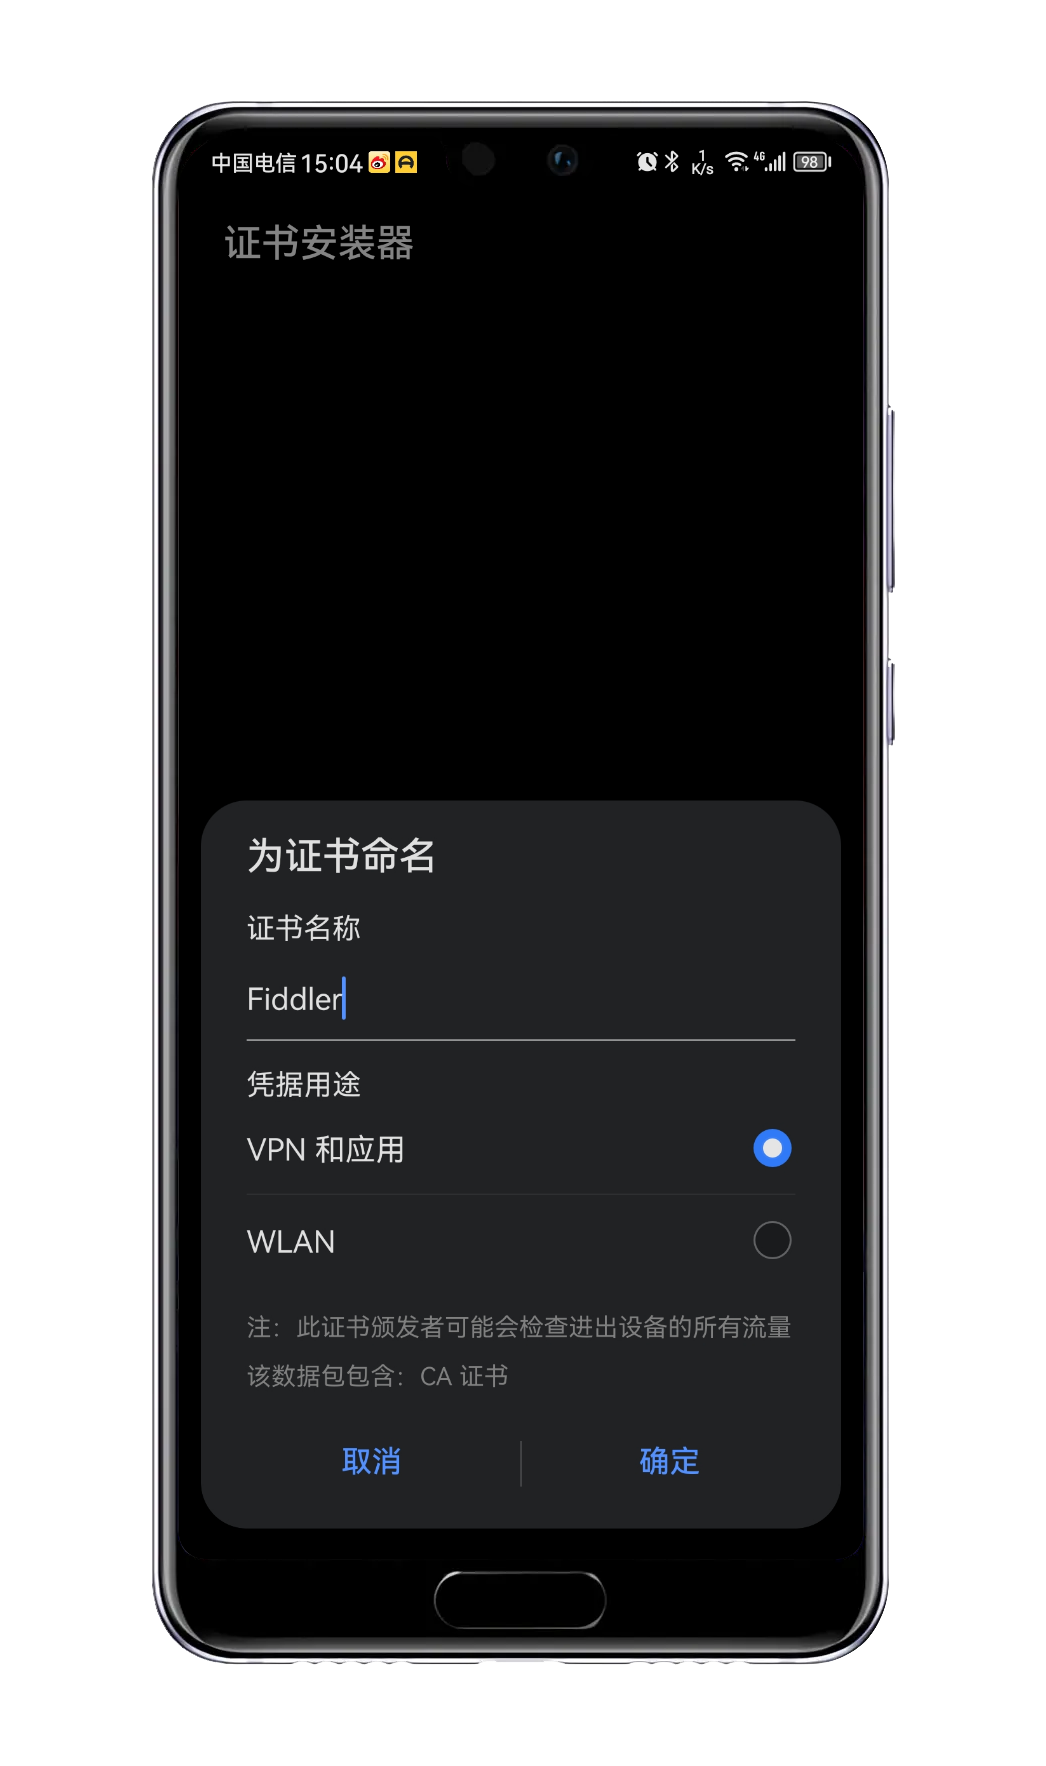 中国电信 15:04
1 K/s 4G 98
证书安装器
为证书命名
证书名称
Fiddler
凭据用途
VPN 和应用
WLAN
注：此证书颁发者可能会检查进出设备的所有流量
该数据包包含：CA 证书
取消 确定